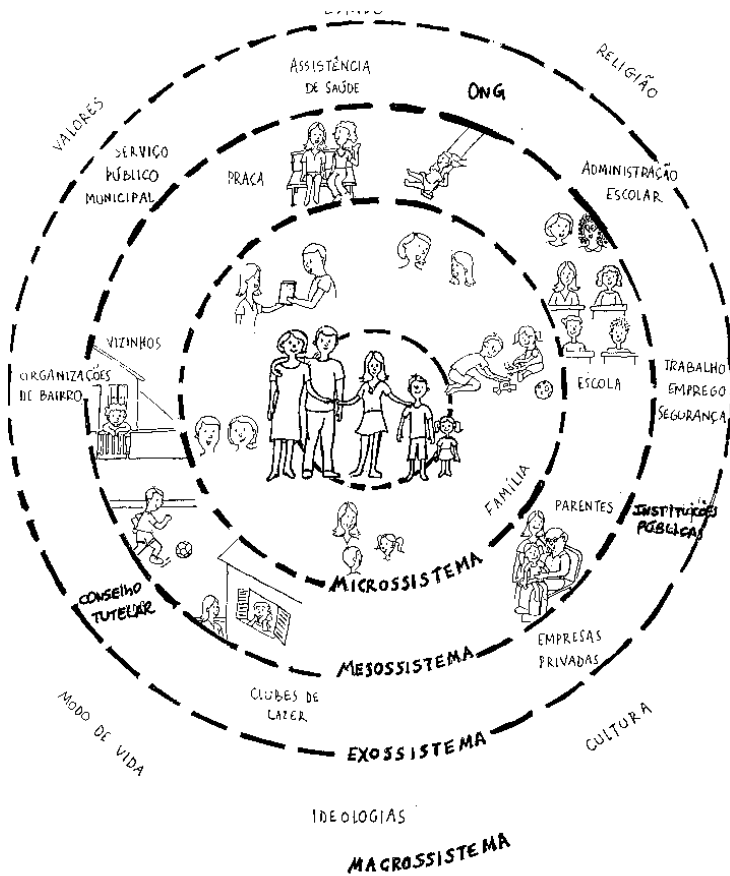 RELIGIÃO
ASSISTÊNCIA
DE SAÚDE
ONG
VALORES
SERVIÇO
PÚBLICO
MUNICIPAL
PRAÇA
ADMINISTRAÇÃO
ESCOLAR
VIZINHOS
ORGANIZAÇÕES
DE BAIRRO
ESCOLA
TRABALHO
EMPREGO
SEGURANÇA
FAMÍLIA
PARENTES
INSTITUIÇÕES
PÚBLICAS
MICROSSISTEMA
CONSELHO
TUTELAR
EMPRESAS
PRIVADAS
MESOSSISTEMA
CLUBES DE
LAZER
MODO DE VIDA
CULTURA
EXOSSISTEMA
IDEOLOGIAS
MACROSSISTEMA